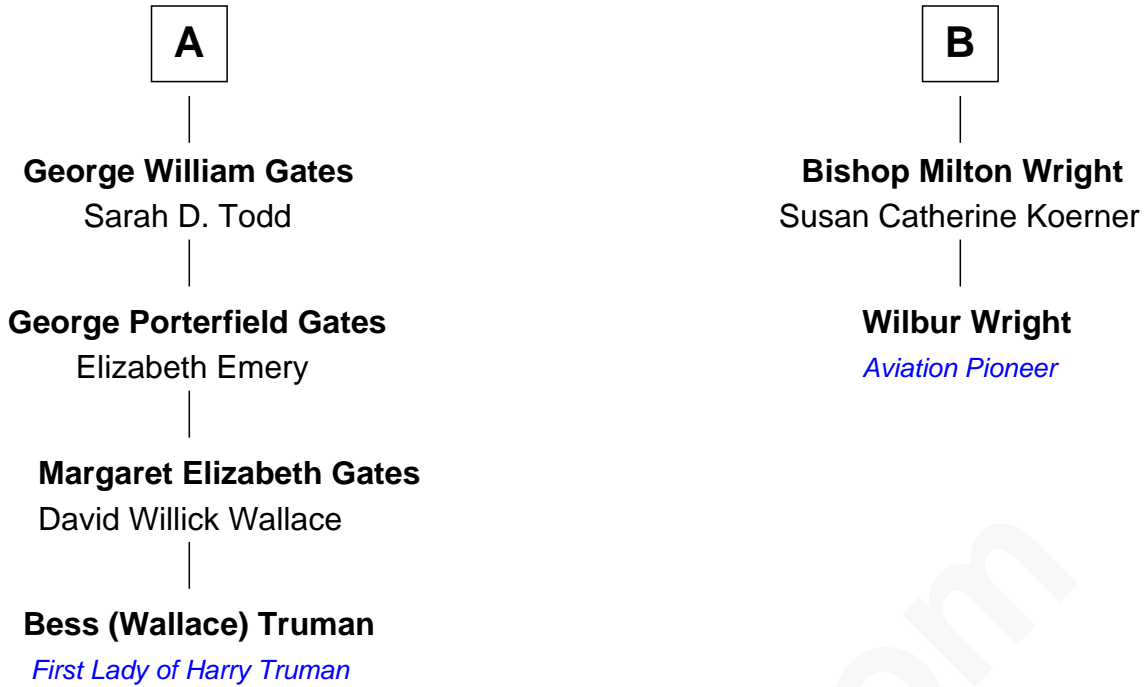 A
George William Gates
Sarah D. Todd
George Porterfield Gates
Elizabeth Emery
Margaret Elizabeth Gates
David Willick Wallace
Bess (Wallace) Truman
First Lady of Harry Truman
B
Bishop Milton Wright
Susan Catherine Koerner
Wilbur Wright
Aviation Pioneer
om